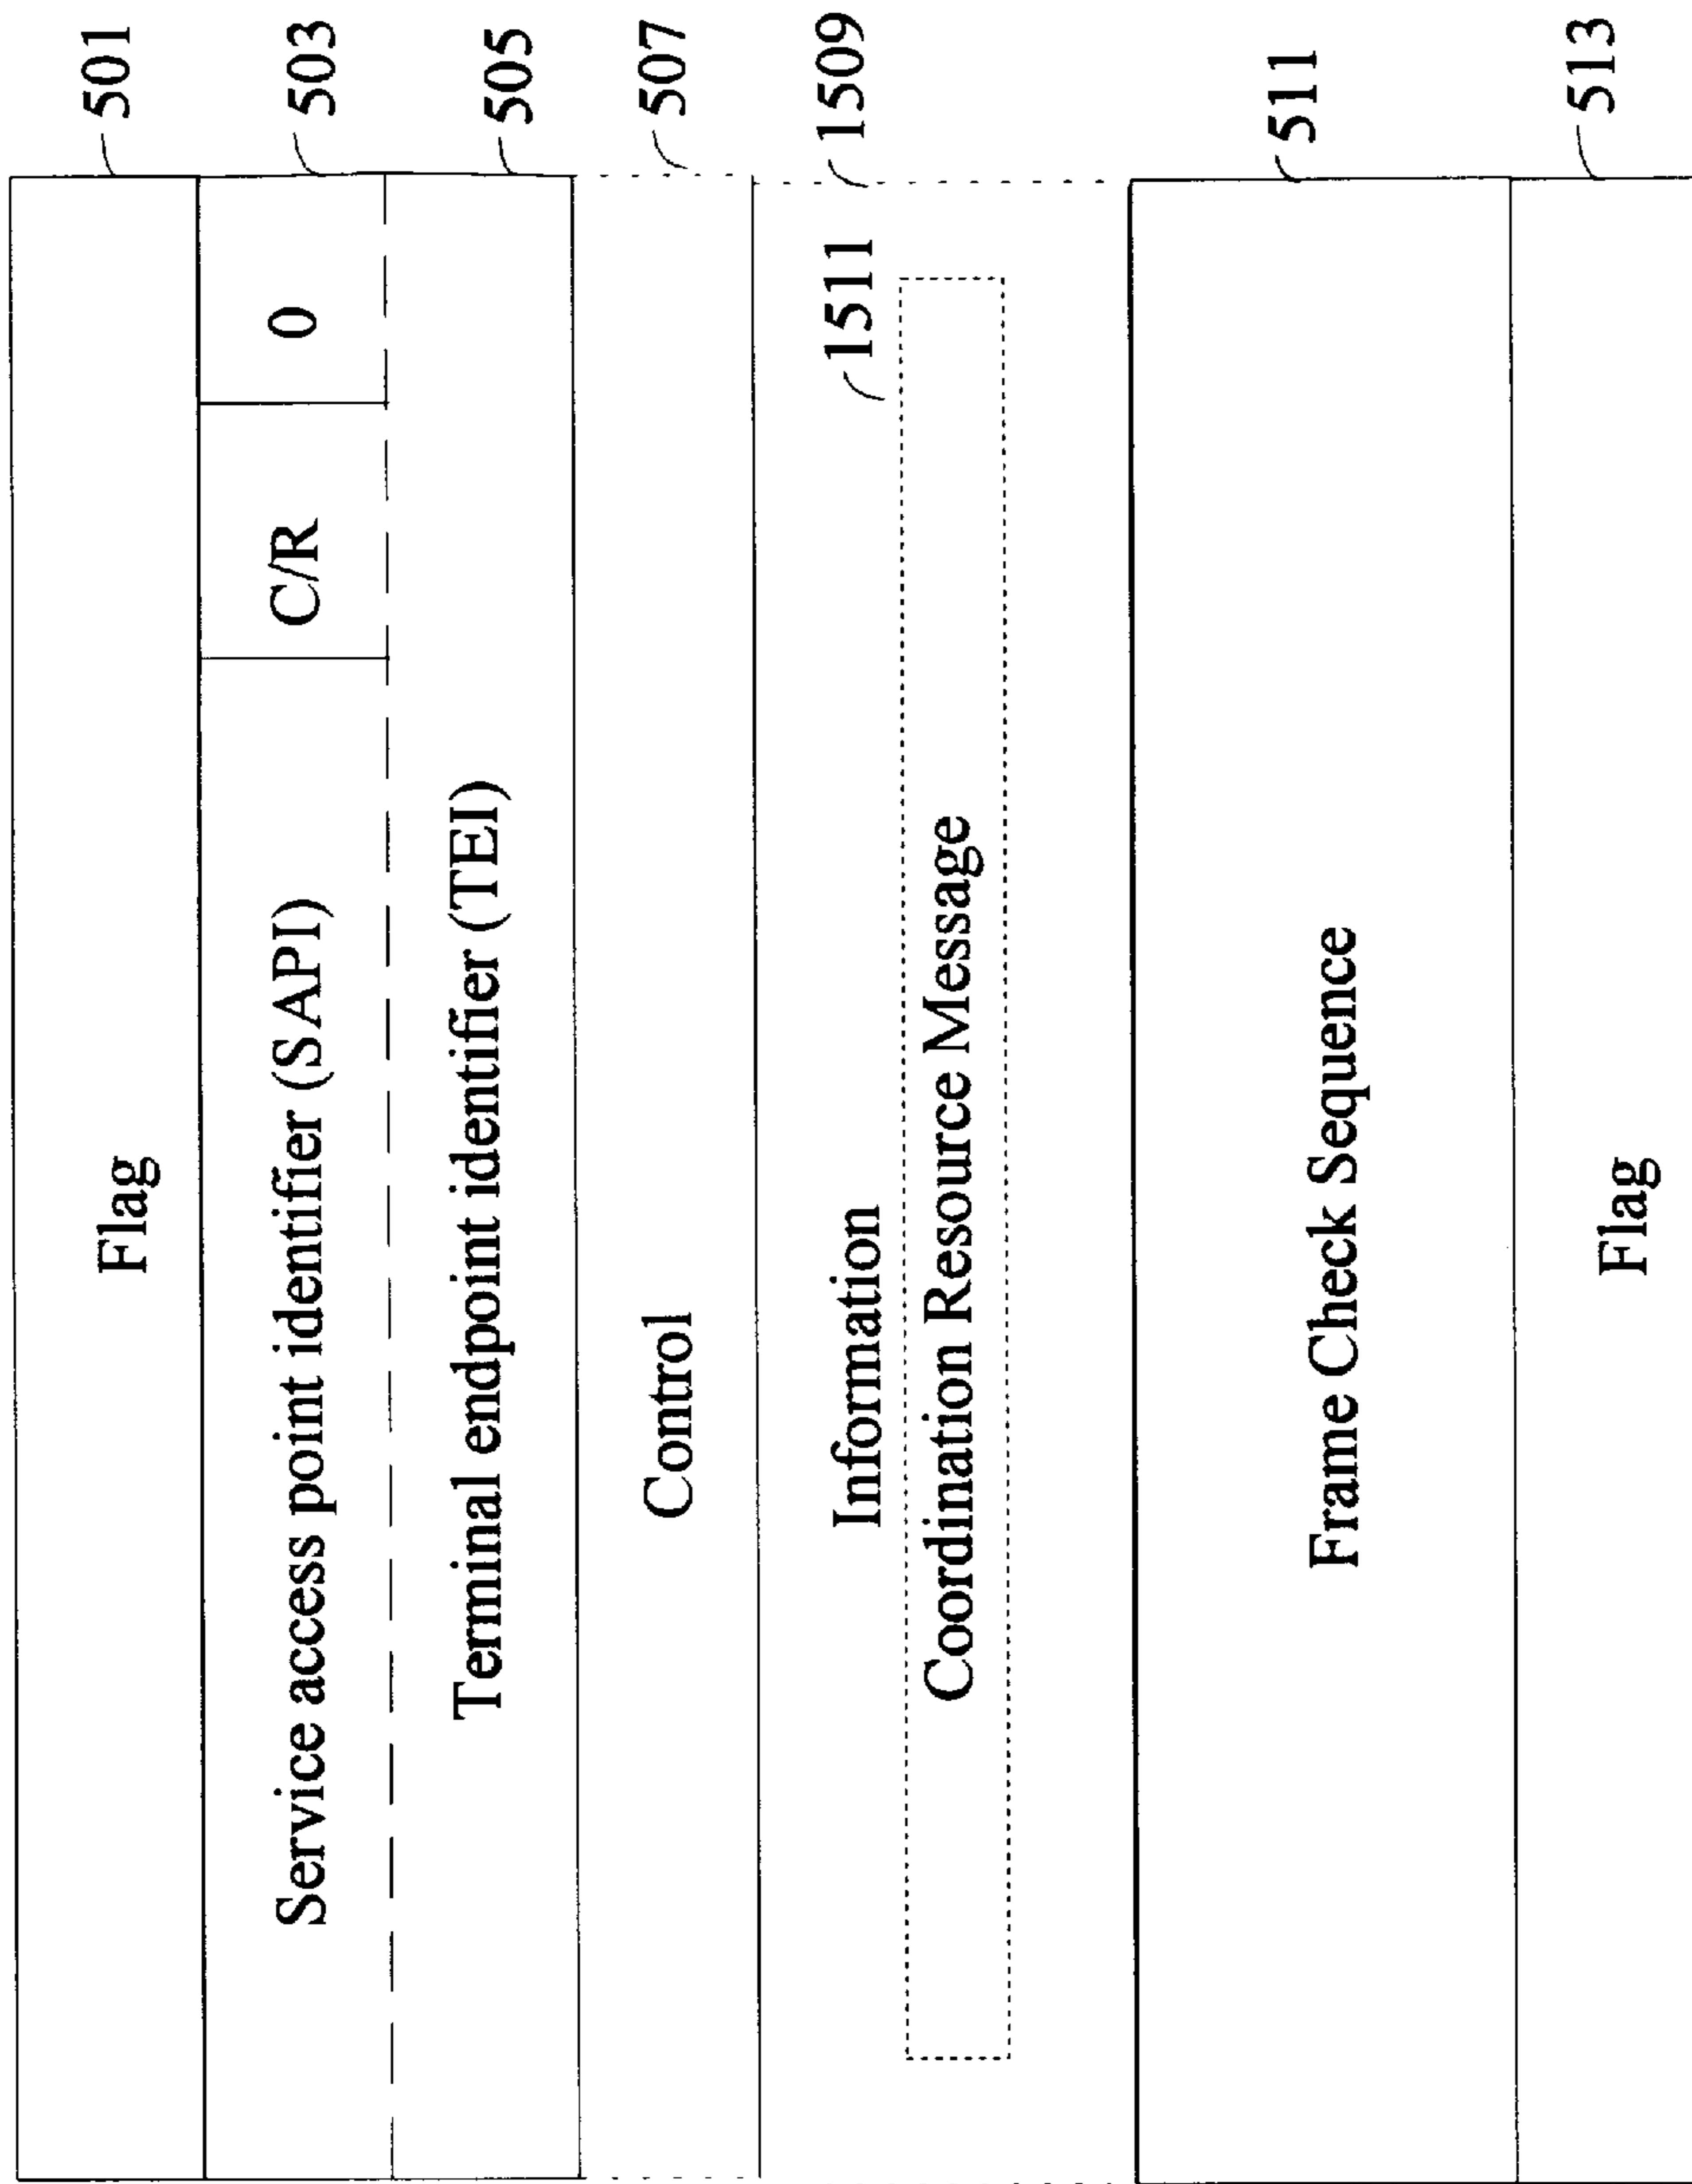 Flag 501
Service access point identifier (SAPI) C/R 0 503
Terminal endpoint identifier (TEI) 505
Control 507
Information 1511 1509
Coordination Resource Message
Frame Check Sequence 511
Flag 513